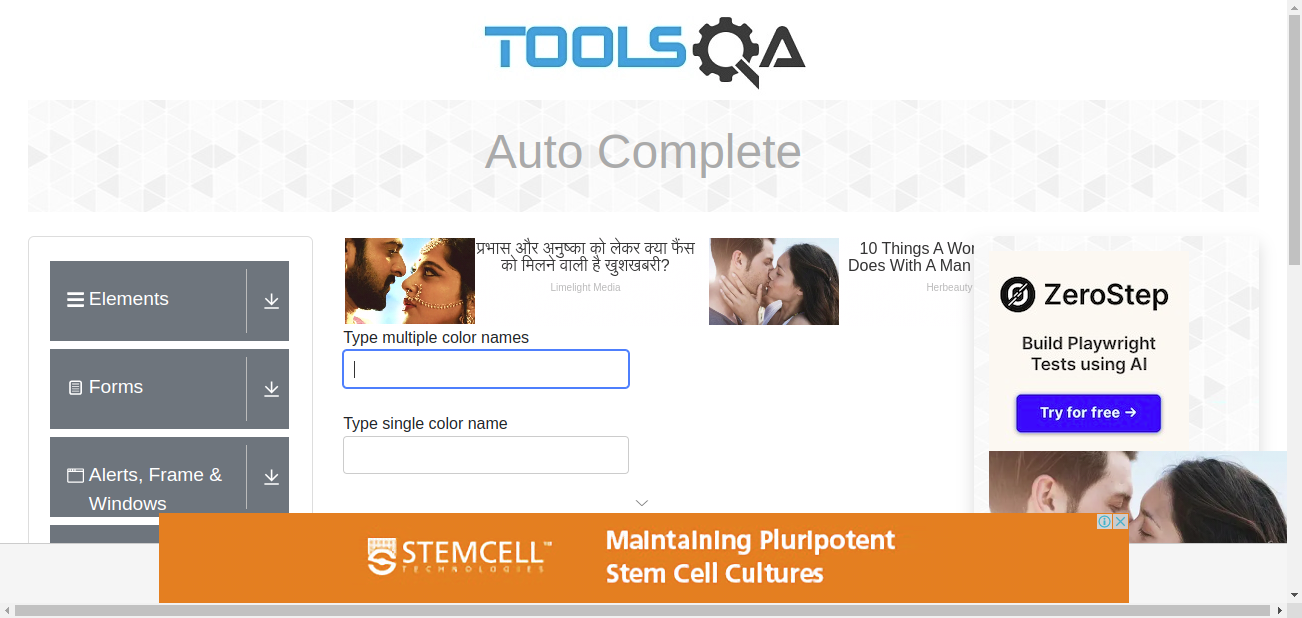 TOOLSQA
Auto Complete
Elements
Forms
Alerts, Frame &
Windows
प्रभास और अनुष्का को लेकर क्या फैंस
को मिलने वाली है खुशखबरी?
Limelight Media
10 Things A
Does With A Man
Herbeauty
Type multiple color names
Type single color name
ZeroStep
Build Playwright
Tests using AI
Try for free →
STEMCELL™
TECHNOLOGIES
Maintaining Pluripotent
Stem Cell Cultures